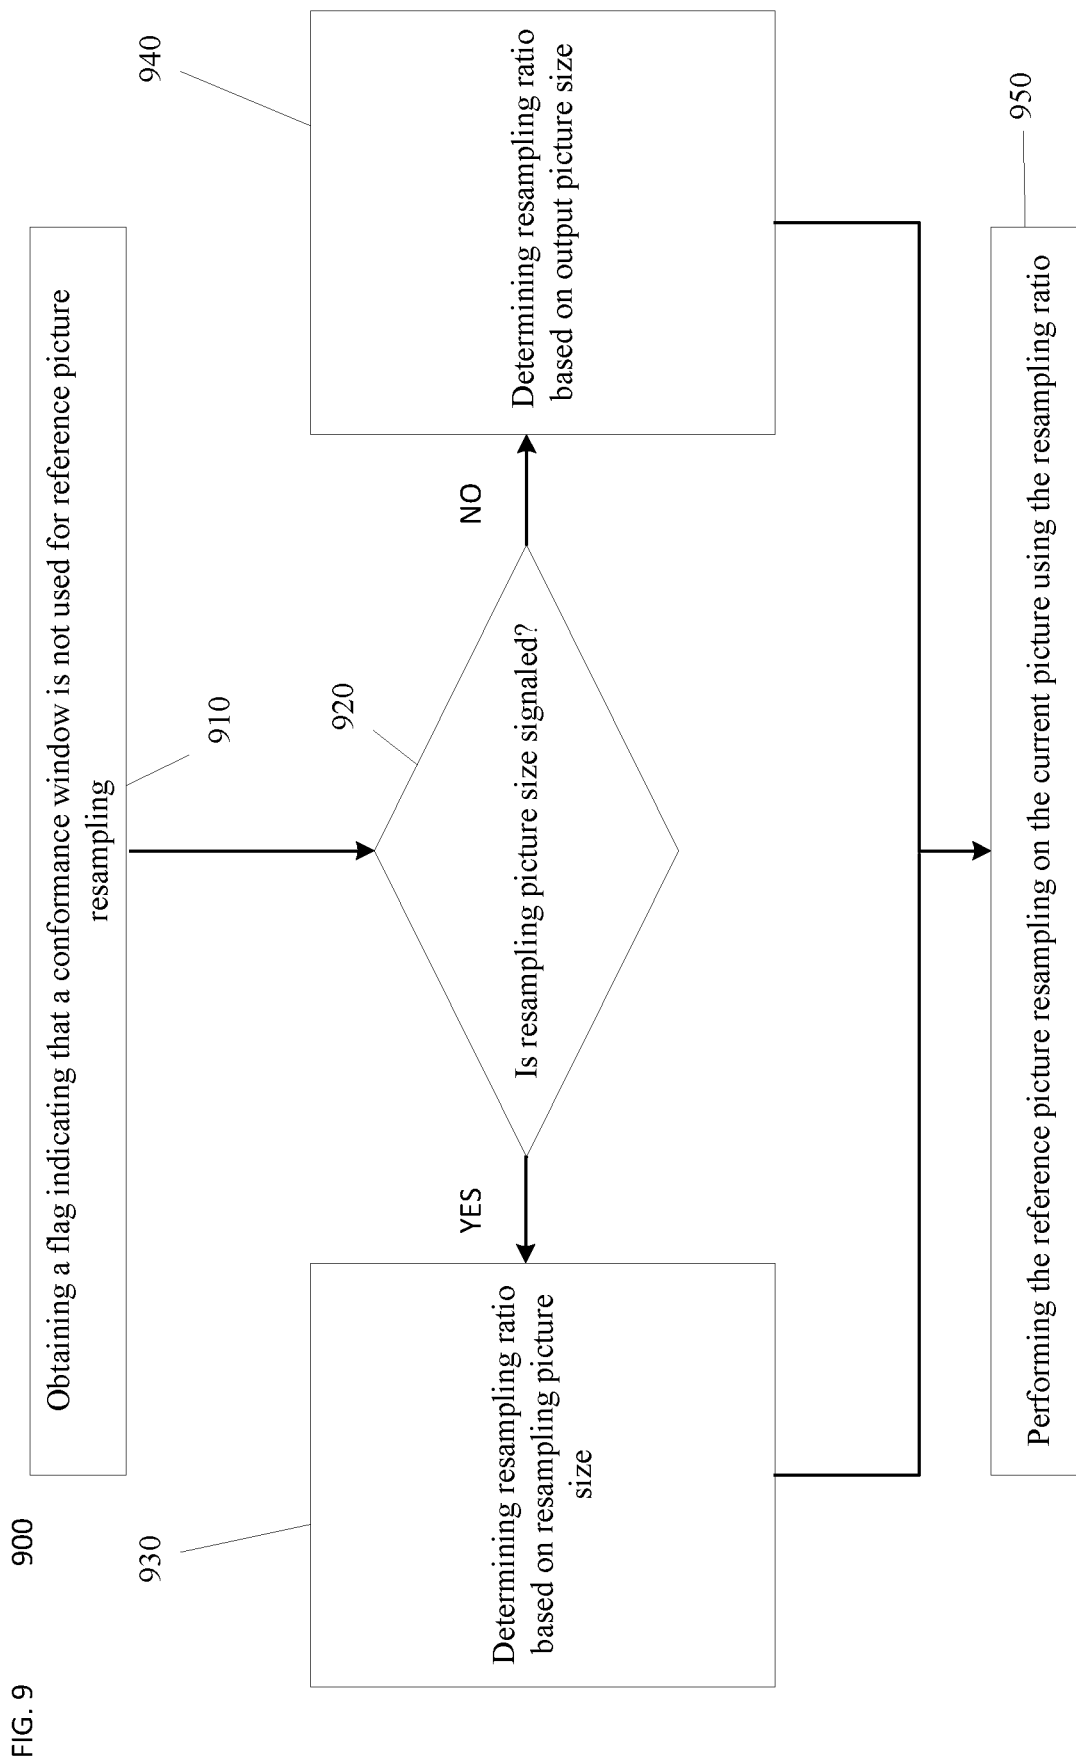 FIG. 9
900
Obtaining a flag indicating that a conformance window is not used for reference picture
resampling
910
920
Is resampling picture size signaled?
YES
NO
930
Determining resampling ratio
based on resampling picture
size
940
Determining resampling ratio
based on output picture size
950
Performing the reference picture resampling on the current picture using the resampling ratio